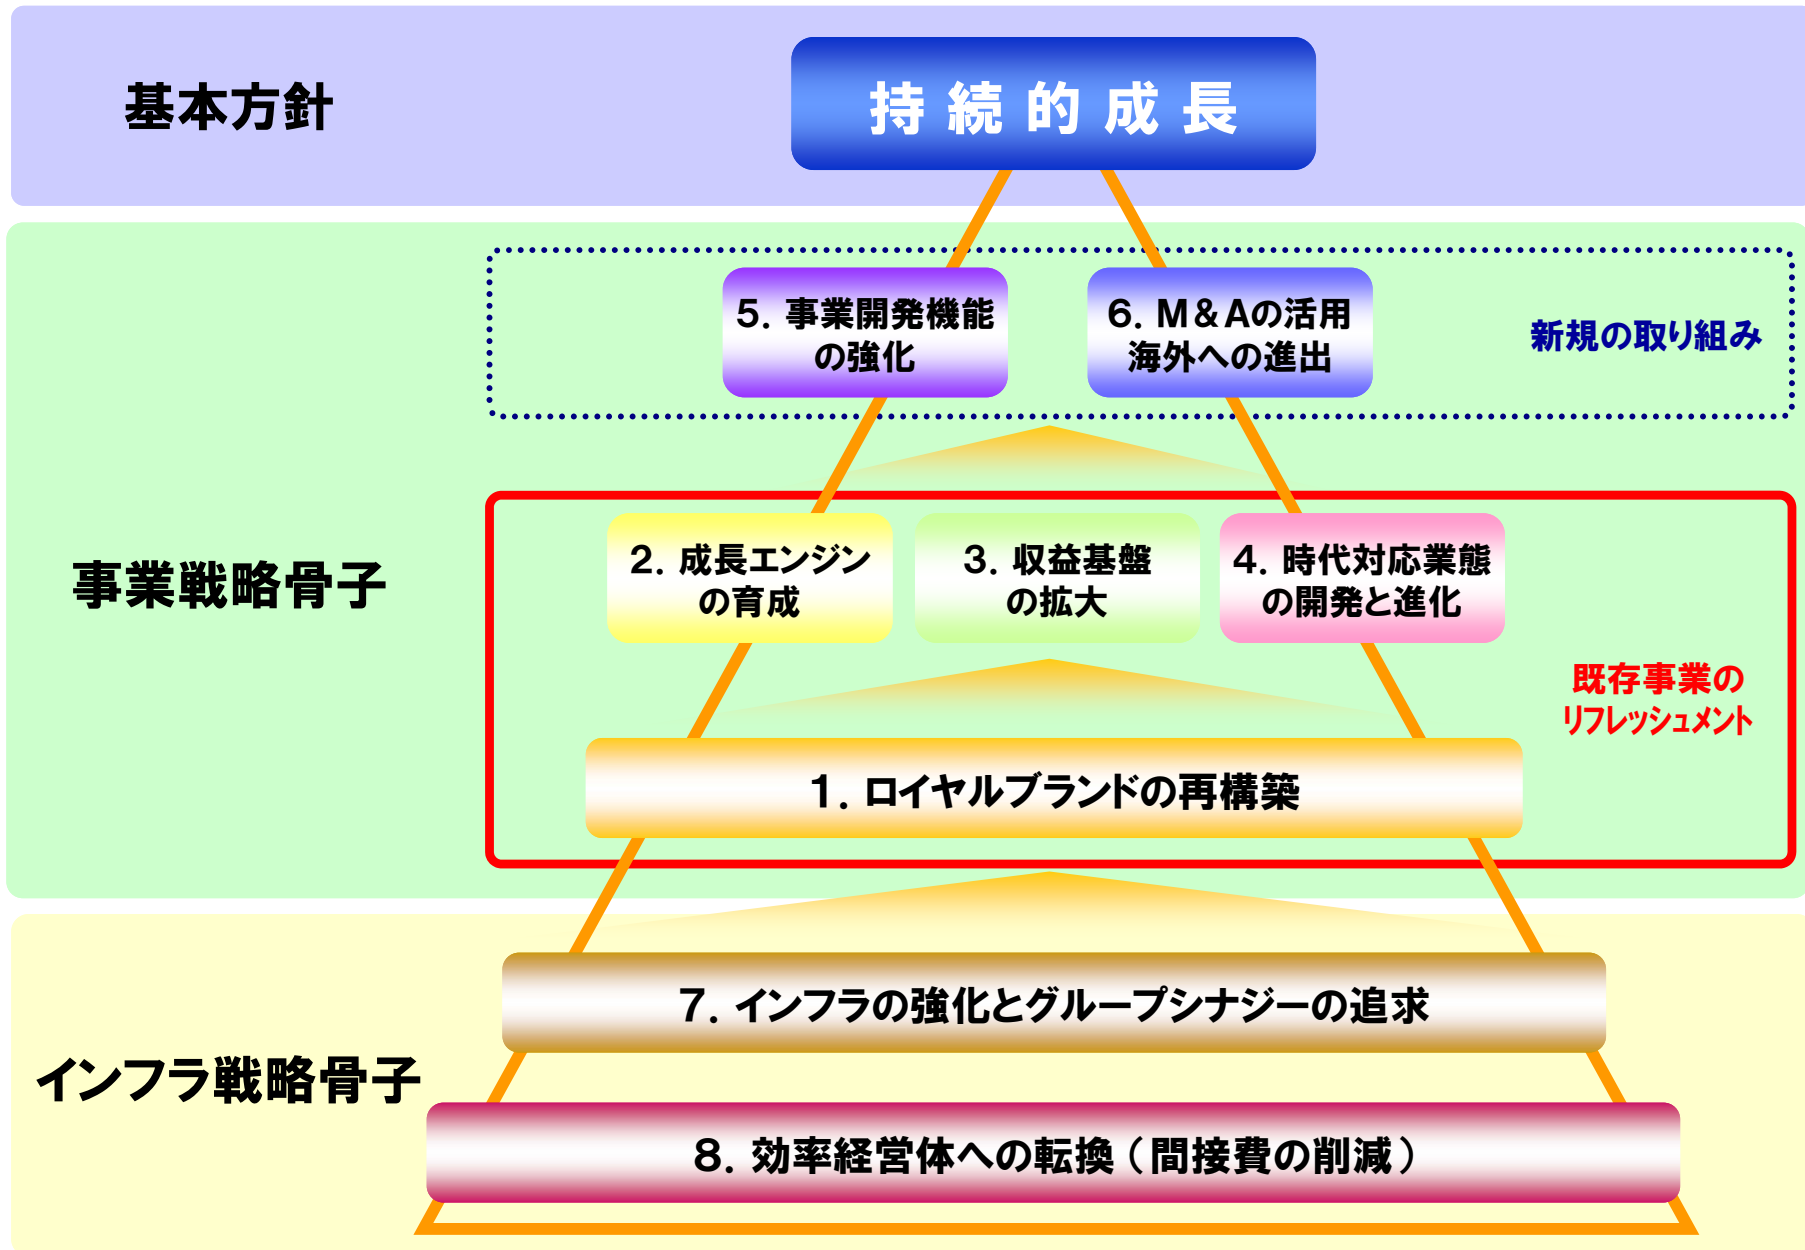 基本方針
持続的成長
5. 事業開発機能
の強化
6. M&Aの活用
海外への進出
新規の取り組み
事業戦略骨子
2. 成長エンジン
の育成
3. 収益基盤
の拡大
4. 時代対応業態
の開発と進化
既存事業の
リフレッシュメント
1. ロイヤルブランドの再構築
インフラ戦略骨子
7. インフラの強化とグループシナジーの追求
8. 効率経営体への転換（間接費の削減）